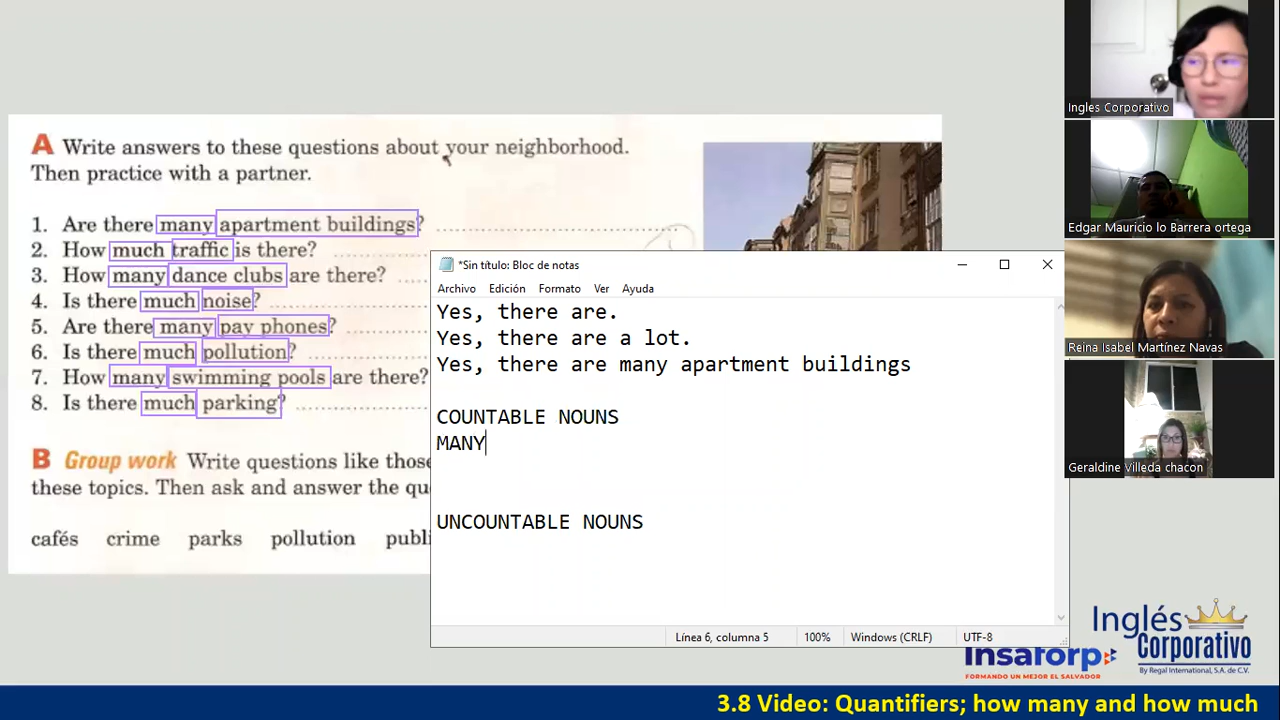 A Write answers to these questions about your neighborhood.
Then practice with a partner.
1. Are there many apartment buildings?
2. How much traffic is there?
3. How many dance clubs are there?
4. Is there much noise?
5. Are there many pay phones?
6. Is there much pollution?
7. How many swimming pools are there?
8. Is there much parking?
B Group work Write questions like those
these topics. Then ask and answer the qu
cafés crime parks pollution publi
*Sin título: Bloc de notas
Archivo Edición Formato Ver Ayuda
Yes, there are.
Yes, there are a lot.
Yes, there are many apartment buildings
COUNTABLE NOUNS
MANY
UNCOUNTABLE NOUNS
Línea 6, columna 5 100% Windows (CRLF) UTF-8
Ingles Corporativo
Edgar Mauricio lo Barrera ortega
Reina Isabel Martínez Navas
Geraldine Villeda chacon
Inglés
Corporativo
By Regal International, S.A. de C.V.
Insaforp
FORMANDO UN MEJOR EL SALVADOR
3.8 Video: Quantifiers; how many and how much